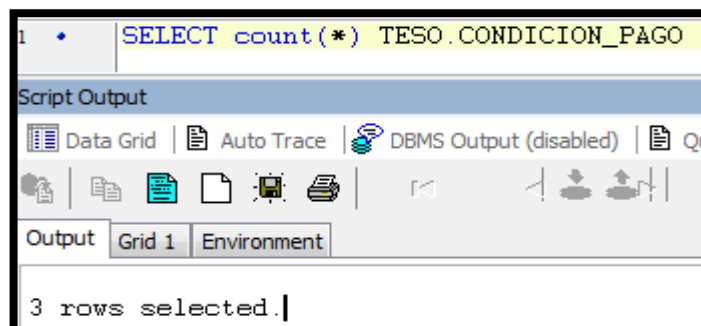 1 SELECT count(*) TESO.CONDICION_PAGO
Script Output
Data Grid Auto Trace DBMS Output (disabled)
Output Grid 1 Environment
3 rows selected.